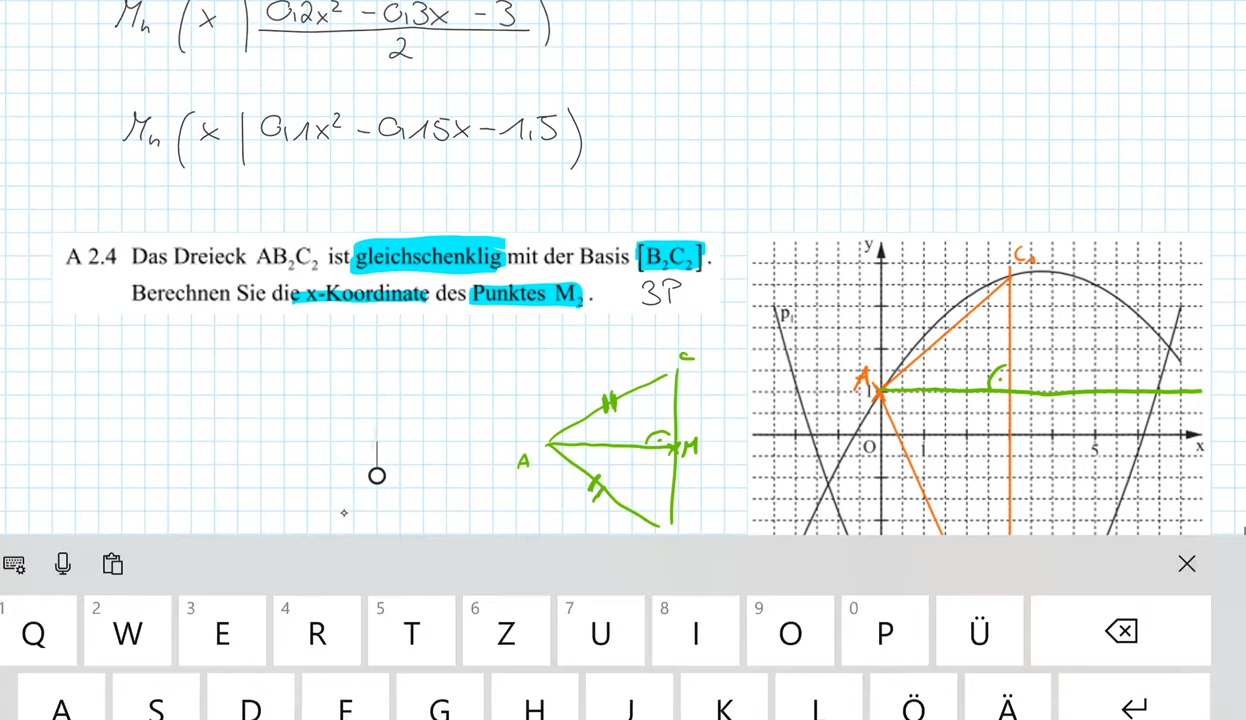 Mn ( x | 0,2x² - 0,3x - 3 / 2 )
Mn ( x | 0,1x² - 0,15x - 1,5 )
A 2.4 Das Dreieck AB₂C₂ ist gleichschenklig mit der Basis [B₂C₂].
Berechnen Sie die x-Koordinate des Punktes M₂. 3P
C
A
M
y
p
A
1
O
1
5
x
1 Q 2 W 3 E 4 R 5 T 6 Z 7 U 8 I 9 O 0 P Ü
A S D F G H J K L Ö Ä